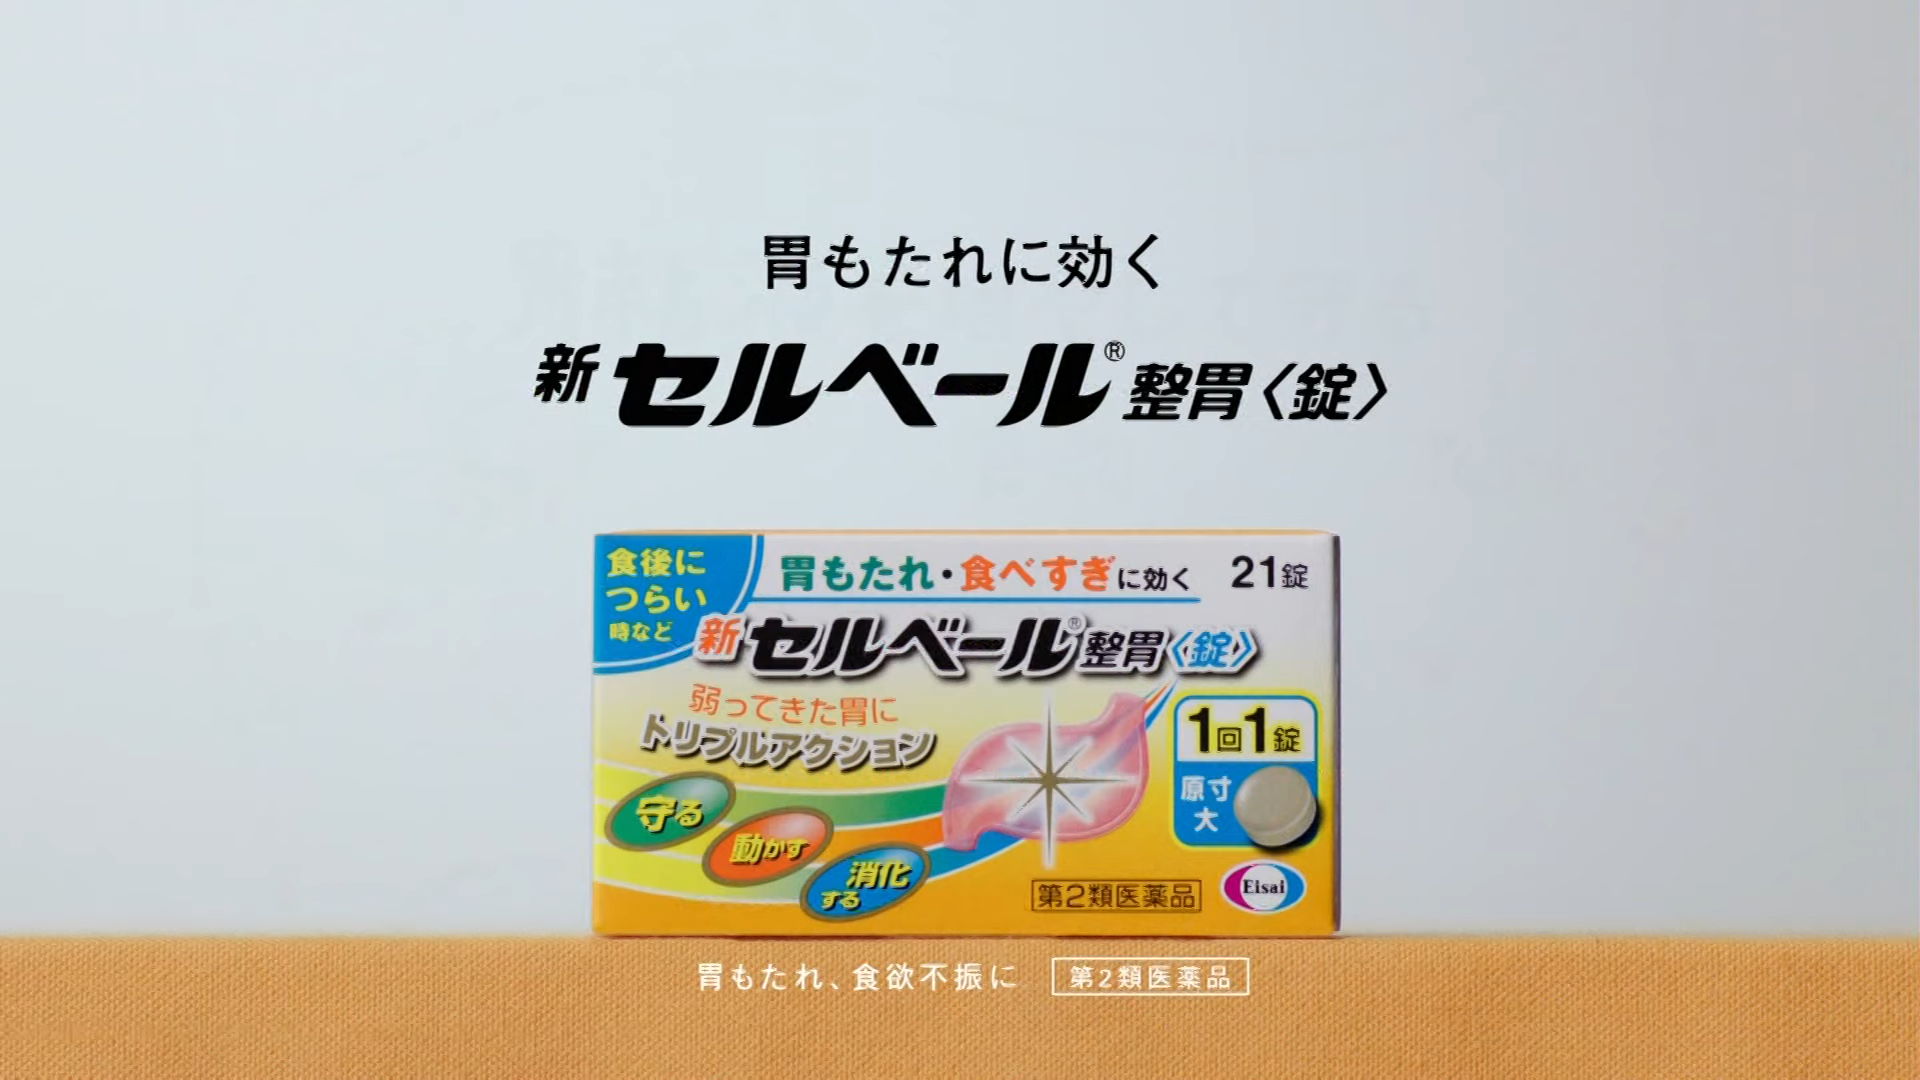 胃もたれに効く
新セルベール®整胃〈錠〉
食後に
つらい
時など
胃もたれ・食べすぎに効く 21錠
新セルベール®整胃〈錠〉
弱ってきた胃に
トリプルアクション
守る
動かす
消化
する
1回1錠
原寸
大
第2類医薬品
Eisai
胃もたれ、食欲不振に 第2類医薬品